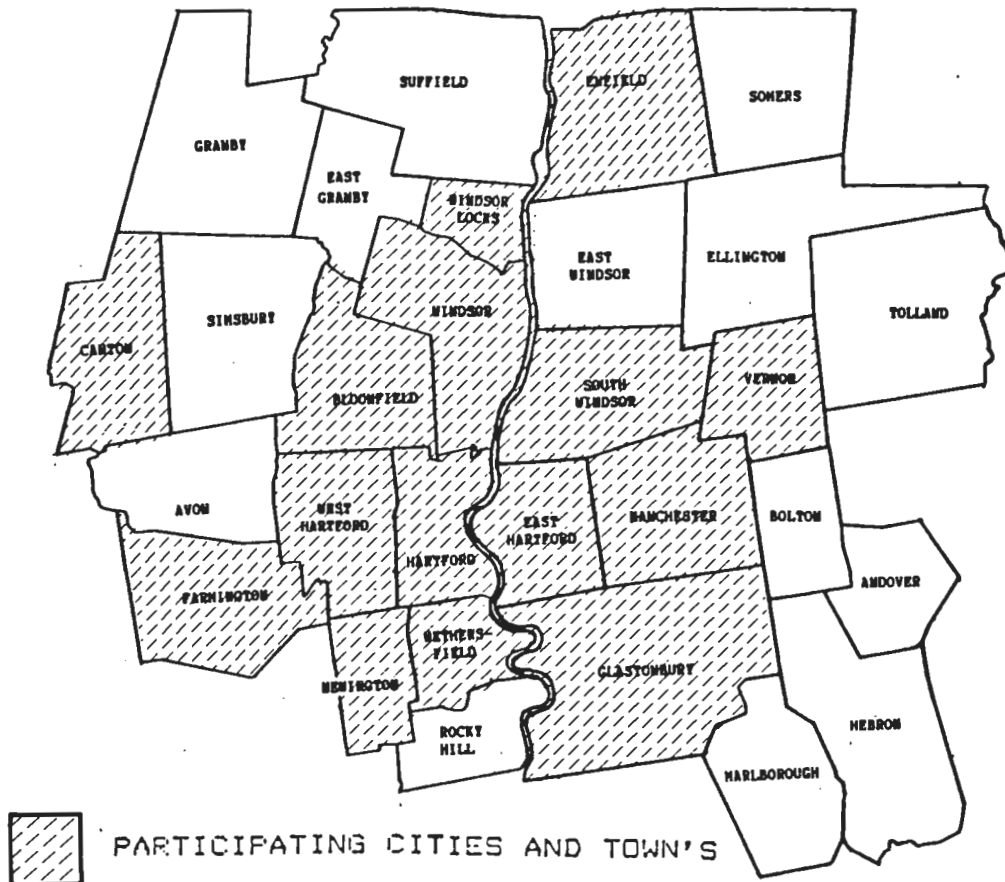 SUFFIELD
ENFIELD
SOMERS
GRANBY
EAST
GRANBY
WINDSOR
LOCKS
EAST
WINDSOR
ELLINGTON
TOLLAND
SIMSBURY
WINDSOR
CANTON
BLOOMFIELD
SOUTH
WINDSOR
VERNON
AVON
WEST
HARTFORD
HARTFORD
EAST
HARTFORD
MANCHESTER
BOLTON
ANDOVER
FARMINGTON
WETHERS-
FIELD
NEWINGTON
GLASTONBURY
ROCKY
HILL
HEBRON
MARLBOROUGH
PARTICIPATING CITIES AND TOWN'S